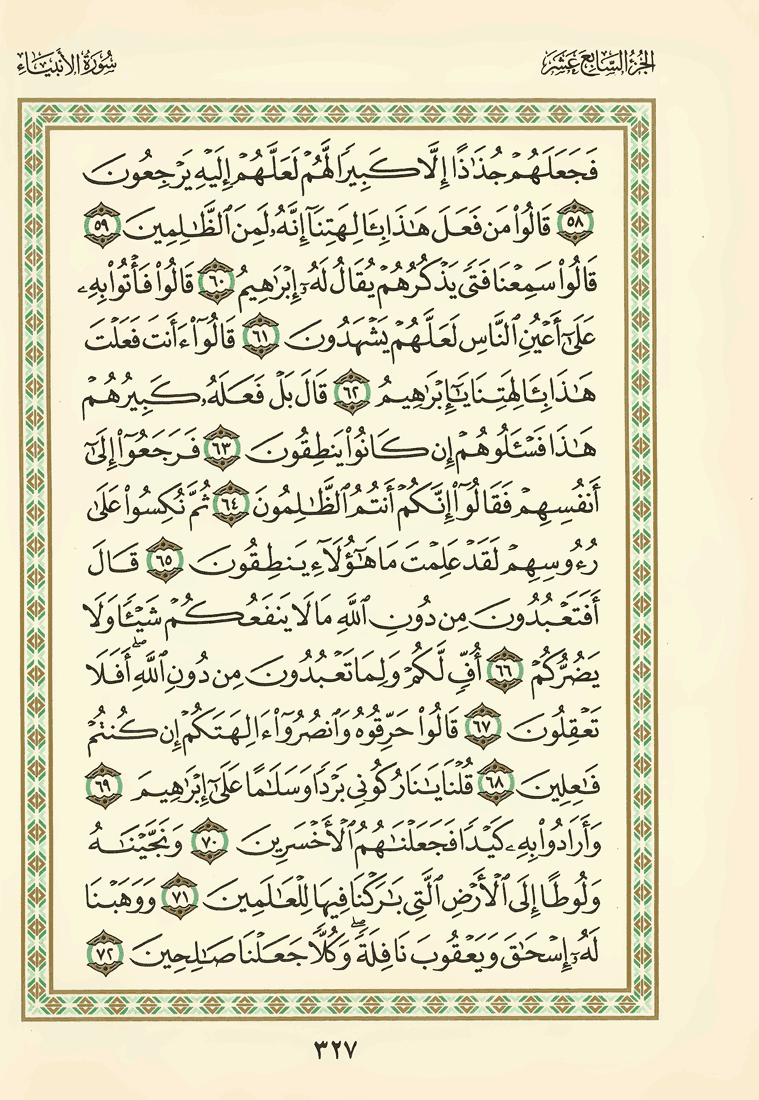 الجزء السابع عشر
سورة الأنبياء
فَجَعَلَهُمْ جُذَٰذًا إِلَّا كَبِيرًا لَّهُمْ لَعَلَّهُمْ إِلَيْهِ يَرْجِعُونَ
٥٨ قَالُوا۟ مَن فَعَلَ هَٰذَا بِـَٔالِهَتِنَآ إِنَّهُۥ لَمِنَ ٱلظَّٰلِمِينَ ٥٩
قَالُوا۟ سَمِعْنَا فَتًى يَذْكُرُهُمْ يُقَالُ لَهُۥٓ إِبْرَٰهِيمُ ٦٠ قَالُوا۟ فَأْتُوا۟ بِهِۦ
عَلَىٰٓ أَعْيُنِ ٱلنَّاسِ لَعَلَّهُمْ يَشْهَدُونَ ٦١ قَالُوٓا۟ ءَأَنتَ فَعَلْتَ
هَٰذَا بِـَٔالِهَتِنَا يَٰٓإِبْرَٰهِيمُ ٦٢ قَالَ بَلْ فَعَلَهُۥ كَبِيرُهُمْ
هَٰذَا فَسْـَٔلُوهُمْ إِن كَانُوا۟ يَنطِقُونَ ٦٣ فَرَجَعُوٓا۟ إِلَىٰٓ
أَنفُسِهِمْ فَقَالُوٓا۟ إِنَّكُمْ أَنتُمُ ٱلظَّٰلِمُونَ ٦٤ ثُمَّ نُكِسُوا۟ عَلَىٰ
رُءُوسِهِمْ لَقَدْ عَلِمْتَ مَا هَٰٓؤُلَآءِ يَنطِقُونَ ٦٥ قَالَ
أَفَتَعْبُدُونَ مِن دُونِ ٱللَّهِ مَا لَا يَنفَعُكُمْ شَيْـًٔا وَلَا
يَضُرُّكُمْ ٦٦ أُفٍّ لَّكُمْ وَلِمَا تَعْبُدُونَ مِن دُونِ ٱللَّهِ ۖ أَفَلَا
تَعْقِلُونَ ٦٧ قَالُوا۟ حَرِّقُوهُ وَٱنصُرُوٓا۟ ءَالِهَتَكُمْ إِن كُنتُمْ
فَٰعِلِينَ ٦٨ قُلْنَا يَٰنَارُ كُونِى بَرْدًا وَسَلَٰمًا عَلَىٰٓ إِبْرَٰهِيمَ ٦٩
وَأَرَادُوا۟ بِهِۦ كَيْدًا فَجَعَلْنَٰهُمُ ٱلْأَخْسَرِينَ ٧٠ وَنَجَّيْنَٰهُ
وَلُوطًا إِلَى ٱلْأَرْضِ ٱلَّتِى بَٰرَكْنَا فِيهَا لِلْعَٰلَمِينَ ٧١ وَوَهَبْنَا
لَهُۥٓ إِسْحَٰقَ وَيَعْقُوبَ نَافِلَةً ۖ وَكُلًّا جَعَلْنَا صَٰلِحِينَ ٧٢
٣٢٧